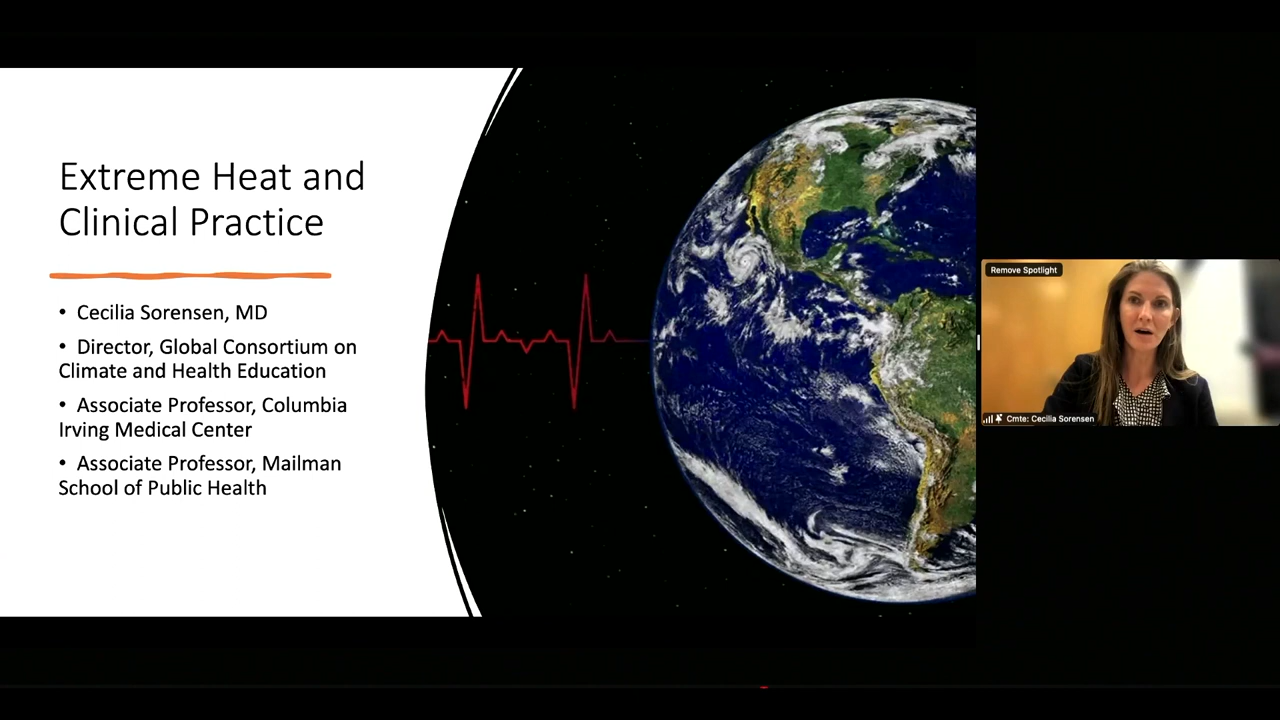 Extreme Heat and
Clinical Practice
• Cecilia Sorensen, MD
• Director, Global Consortium on
Climate and Health Education
• Associate Professor, Columbia
Irving Medical Center
• Associate Professor, Mailman
School of Public Health
Remove Spotlight
Cmte: Cecilia Sorensen